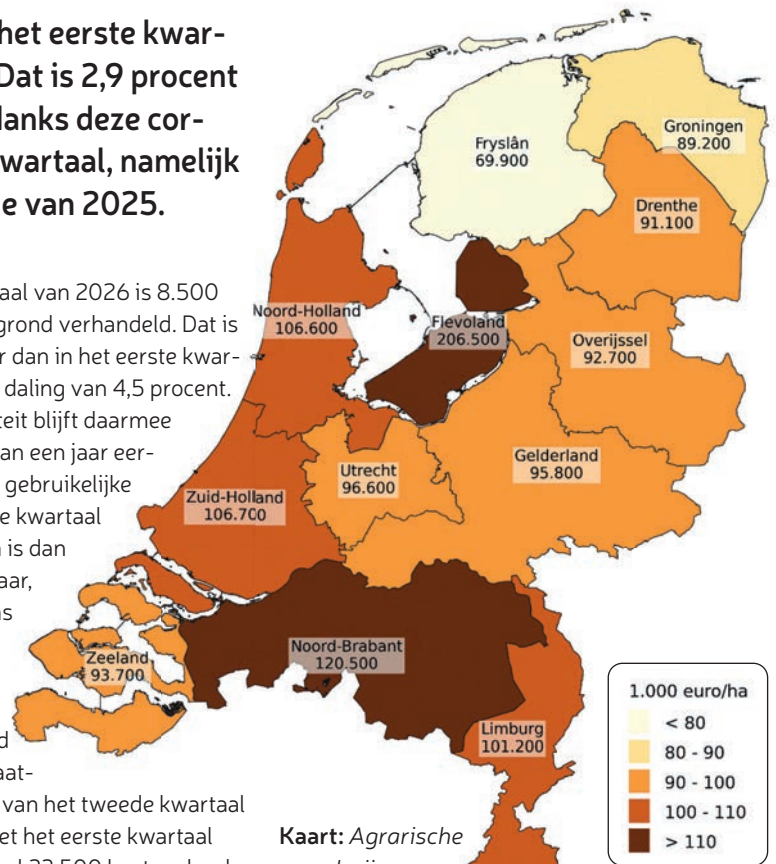 het eerste kwar-
Dat is 2,9 procent
danks deze cor-
kwartaal, namelijk
e van 2025.
aal van 2026 is 8.500
grond verhandeld. Dat is
r dan in het eerste kwar-
daling van 4,5 procent.
teit blijft daarmee
an een jaar eer-
gebruikelijke
e kwartaal
is dan
aar,
ns
d
aat-
van het tweede kwartaal
et het eerste kwartaal
Kaart: Agrarische
Fryslân
69.900
Groningen
89.200
Drenthe
91.100
Noord-Holland
106.600
Flevoland
206.500
Overijssel
92.700
Gelderland
95.800
Utrecht
96.600
Zuid-Holland
106.700
Zeeland
93.700
Noord-Brabant
120.500
Limburg
101.200
1.000 euro/ha
< 80
80 - 90
90 - 100
100 - 110
> 110